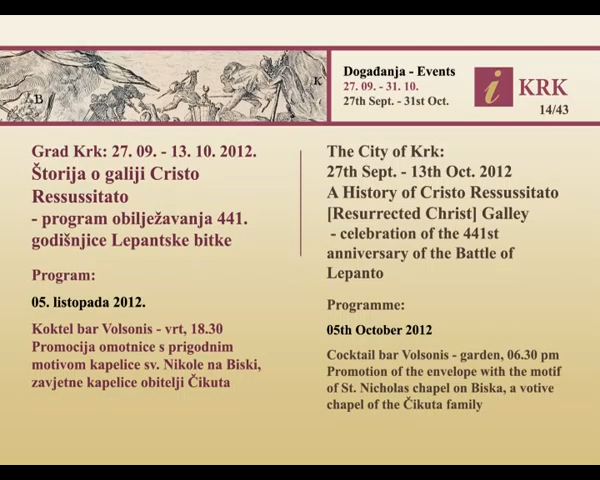 B
K
Događanja - Events
27. 09. - 31. 10.
27th Sept. - 31st Oct.
i
KRK
14/43
Grad Krk: 27. 09. - 13. 10. 2012.
Štorija o galiji Cristo
Ressussitato
- program obilježavanja 441.
godišnjice Lepantske bitke
Program:
05. listopada 2012.
Koktel bar Volsonis - vrt, 18.30
Promocija omotnice s prigodnim
motivom kapelice sv. Nikole na Biski,
zavjetne kapelice obitelji Čikuta
The City of Krk:
27th Sept. - 13th Oct. 2012
A History of Cristo Ressussitato
[Resurrected Christ] Galley
- celebration of the 441st
anniversary of the Battle of
Lepanto
Programme:
05th October 2012
Cocktail bar Volsonis - garden, 06.30 pm
Promotion of the envelope with the motif
of St. Nicholas chapel on Biska, a votive
chapel of the Čikuta family